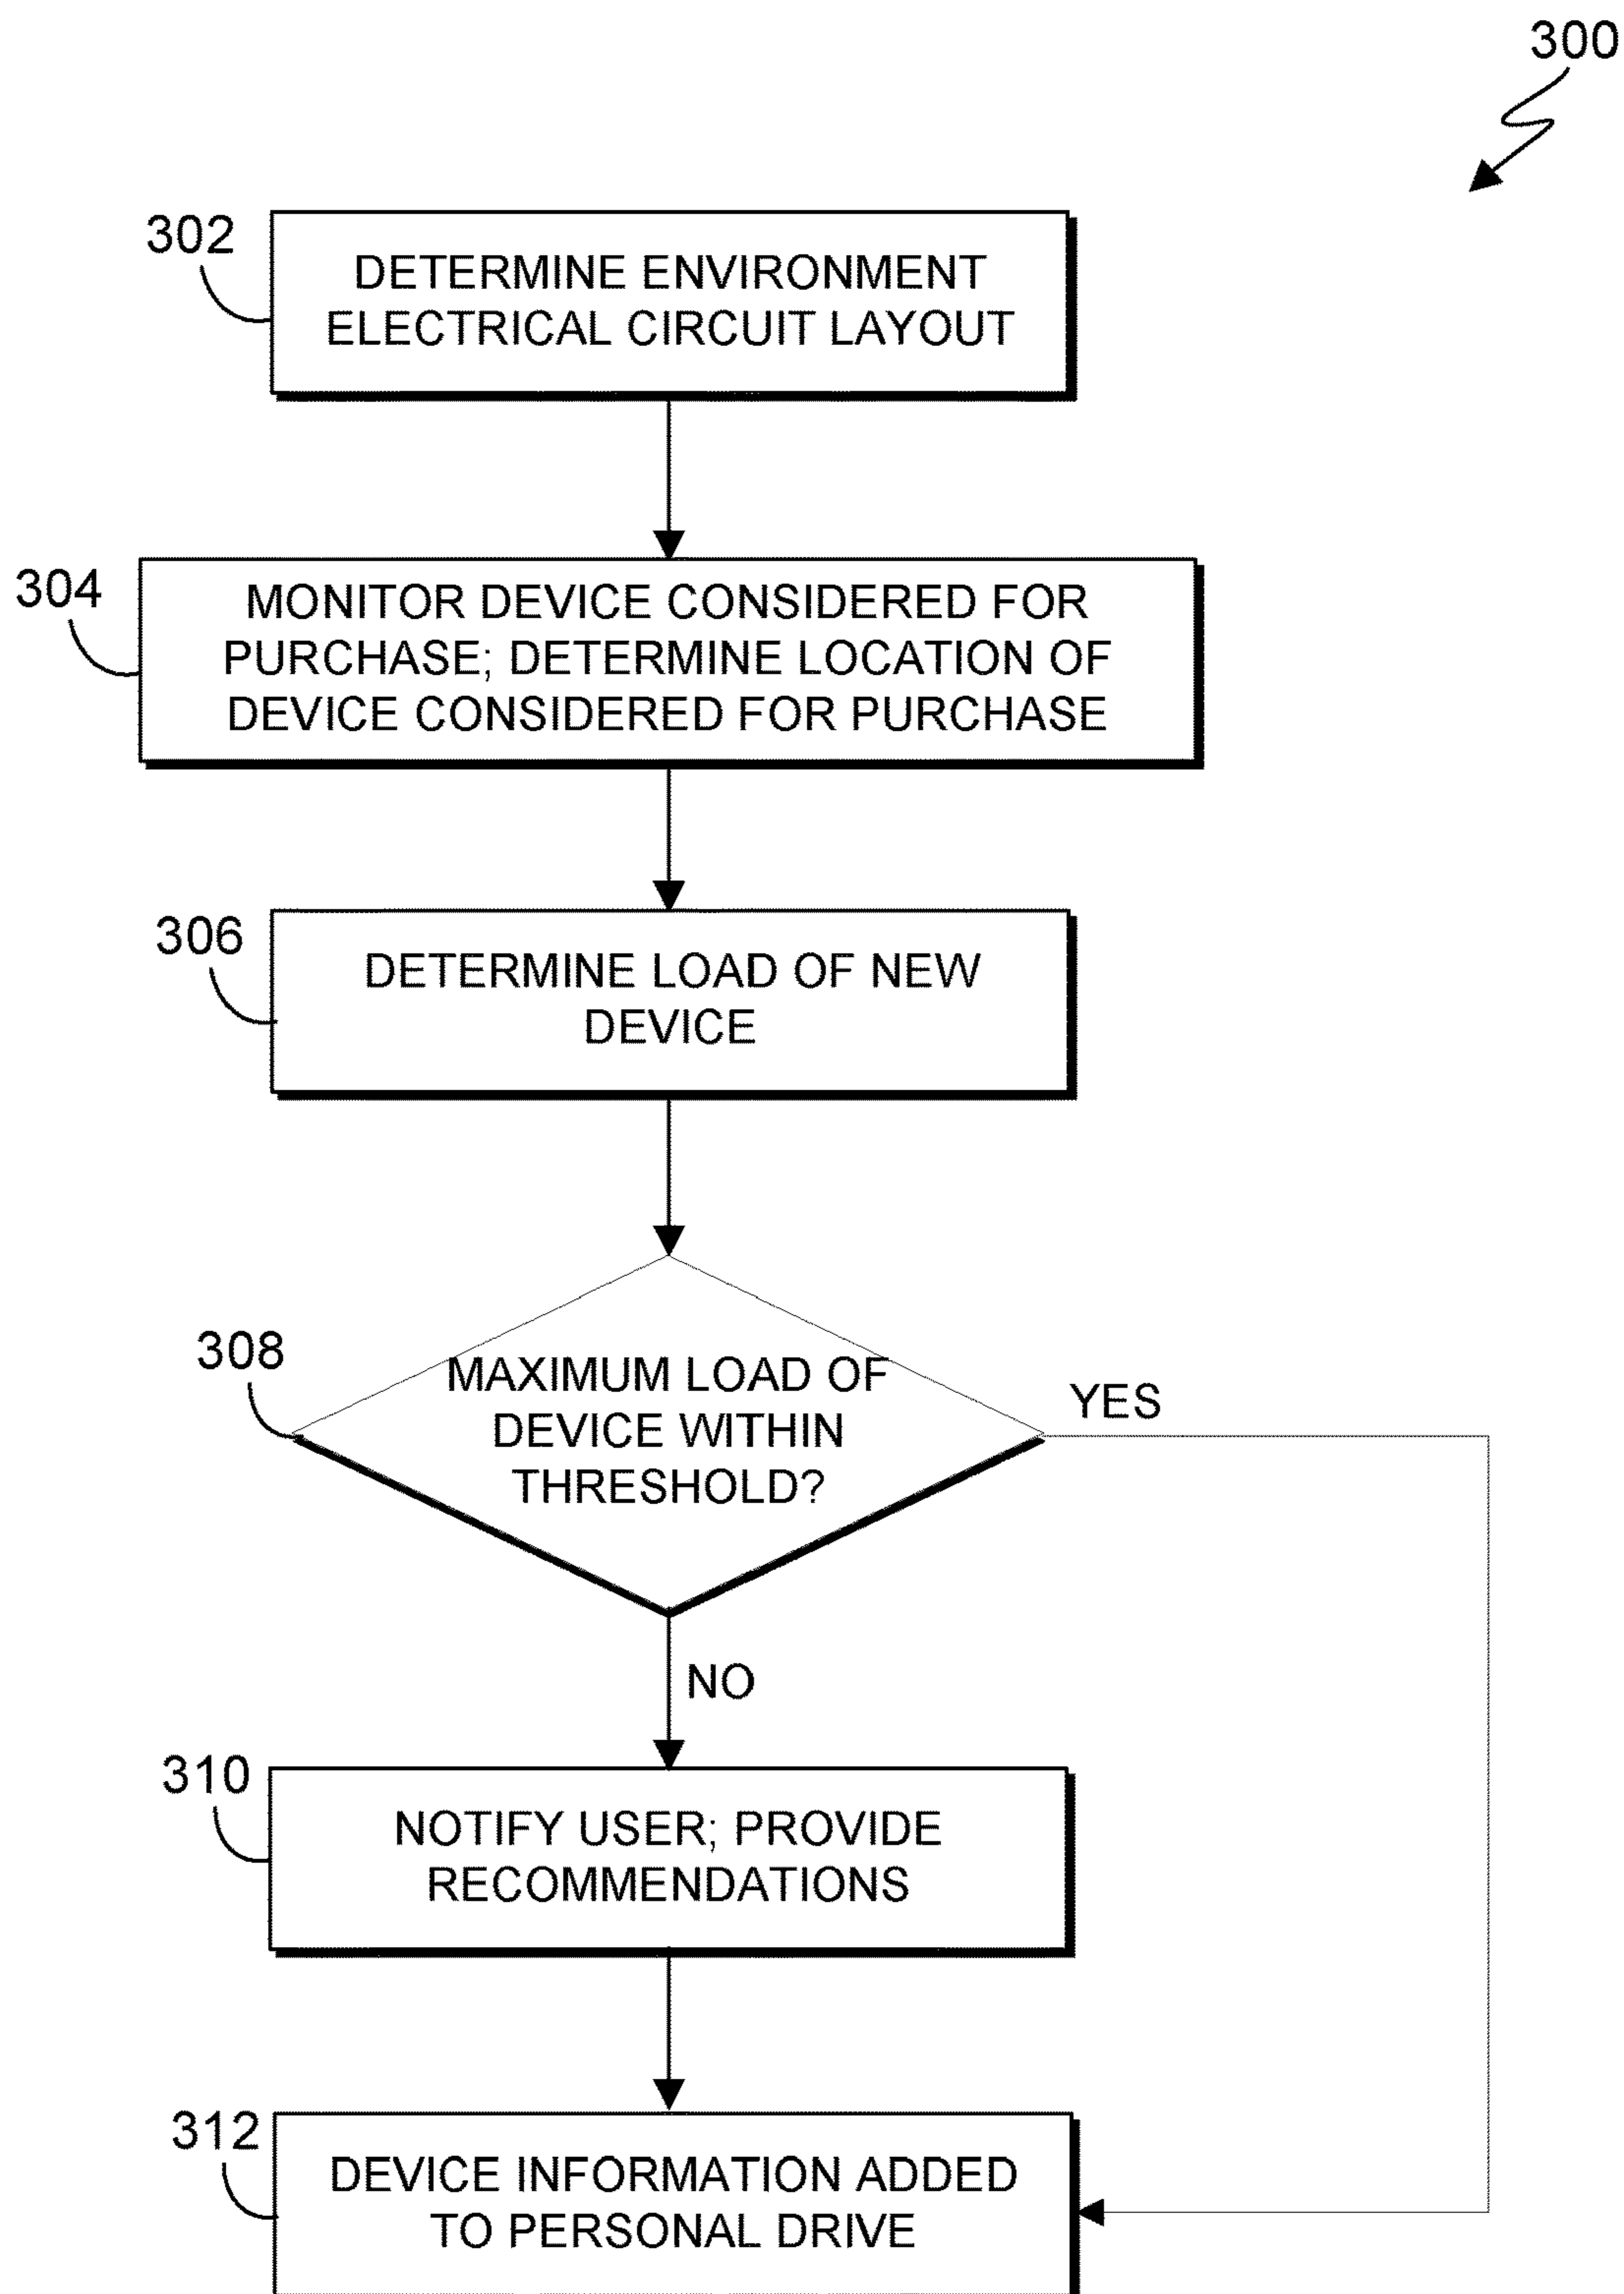 300
302
DETERMINE ENVIRONMENT
ELECTRICAL CIRCUIT LAYOUT
304
MONITOR DEVICE CONSIDERED FOR
PURCHASE; DETERMINE LOCATION OF
DEVICE CONSIDERED FOR PURCHASE
306
DETERMINE LOAD OF NEW
DEVICE
308
MAXIMUM LOAD OF
DEVICE WITHIN
THRESHOLD?
YES
NO
310
NOTIFY USER; PROVIDE
RECOMMENDATIONS
312
DEVICE INFORMATION ADDED
TO PERSONAL DRIVE